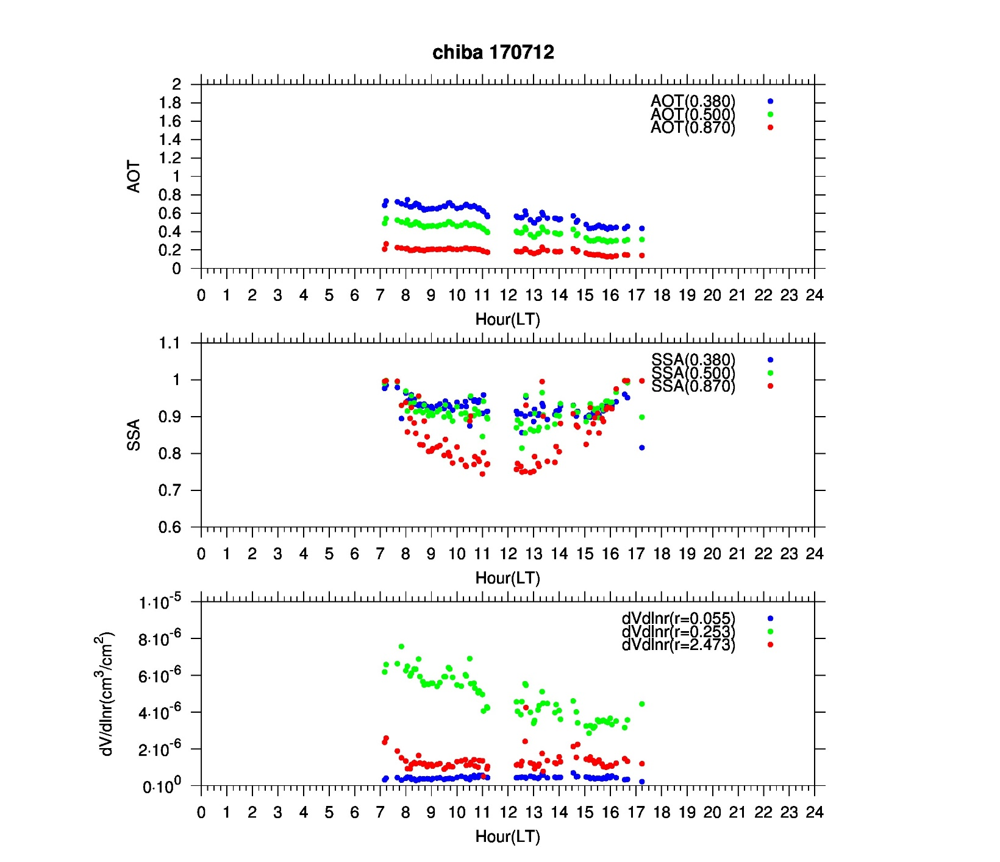 chiba 170712
2
1.8
1.6
1.4
1.2
1
0.8
0.6
0.4
0.2
0
AOT
AOT(0.380)
AOT(0.500)
AOT(0.870)
0 1 2 3 4 5 6 7 8 9 10 11 12 13 14 15 16 17 18 19 20 21 22 23 24
Hour(LT)
1.1
1
0.9
0.8
0.7
0.6
SSA
SSA(0.380)
SSA(0.500)
SSA(0.870)
0 1 2 3 4 5 6 7 8 9 10 11 12 13 14 15 16 17 18 19 20 21 22 23 24
Hour(LT)
1·10⁻⁵
8·10⁻⁶
6·10⁻⁶
4·10⁻⁶
2·10⁻⁶
0·10⁰
dV/dlnr(cm³/cm²)
dVdlnr(r=0.055)
dVdlnr(r=0.253)
dVdlnr(r=2.473)
0 1 2 3 4 5 6 7 8 9 10 11 12 13 14 15 16 17 18 19 20 21 22 23 24
Hour(LT)